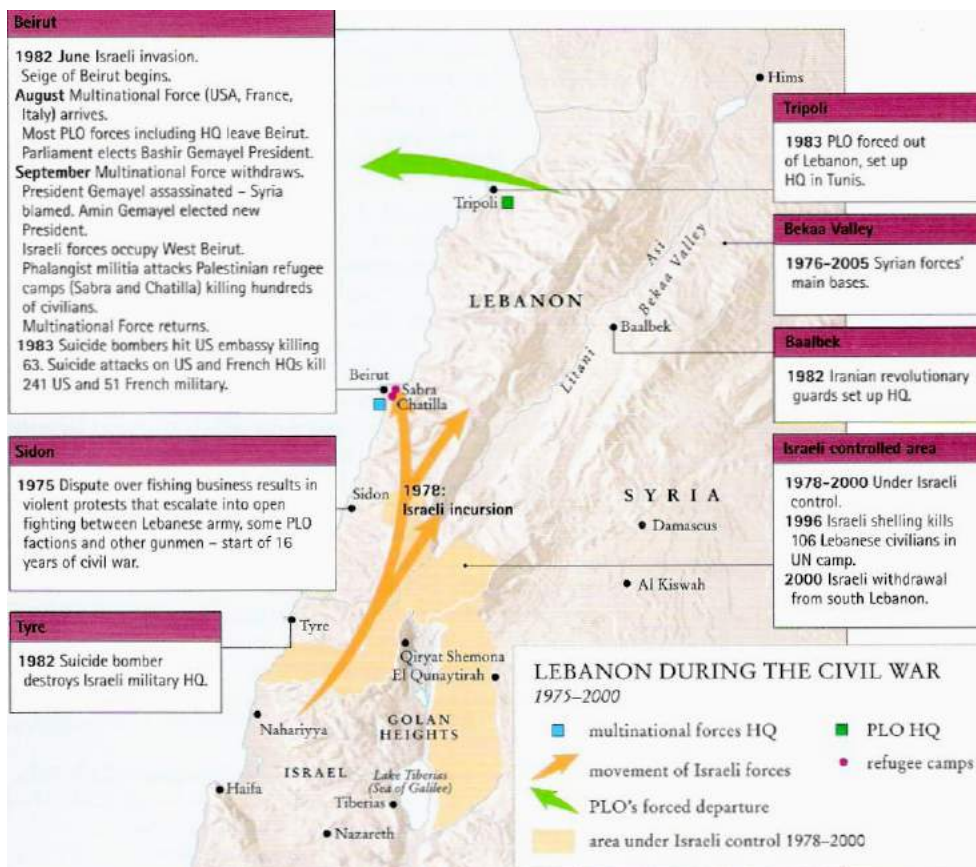 Beirut
1982 June Israeli invasion.
Seige of Beirut begins.
August Multinational Force (USA, France,
Italy) arrives.
Most PLO forces including HQ leave Beirut.
Parliament elects Bashir Gemayel President.
September Multinational Force withdraws.
President Gemayel assassinated – Syria
blamed. Amin Gemayel elected new
President.
Israeli forces occupy West Beirut.
Phalangist militia attacks Palestinian refugee
camps (Sabra and Chatilla) killing hundreds
of civilians.
Multinational Force returns.
1983 Suicide bombers hit US embassy killing
63. Suicide attacks on US and French HQs kill
241 US and 51 French military.
Sidon
1975 Dispute over fishing business results in
violent protests that escalate into open
fighting between Lebanese army, some PLO
factions and other gunmen – start of 16
years of civil war.
Tyre
1982 Suicide bomber
destroys Israeli military HQ.
Hims
Tripoli
LEBANON
Asi
Bekaa Valley
Litani
Baalbek
Beirut
Sabra
Chatilla
Sidon
1978:
Israeli incursion
SYRIA
Damascus
Al Kiswah
Tyre
Qiryat Shemona
El Qunaytirah
Nahariyya
GOLAN
HEIGHTS
ISRAEL
Lake Tiberias
(Sea of Galilee)
Haifa
Tiberias
Nazareth
Tripoli
1983 PLO forced out
of Lebanon, set up
HQ in Tunis.
Bekaa Valley
1976–2005 Syrian forces'
main bases.
Baalbek
1982 Iranian revolutionary
guards set up HQ.
Israeli controlled area
1978–2000 Under Israeli
control.
1996 Israeli shelling kills
106 Lebanese civilians in
UN camp.
2000 Israeli withdrawal
from south Lebanon.
LEBANON DURING THE CIVIL WAR
1975–2000
multinational forces HQ
PLO HQ
movement of Israeli forces
refugee camps
PLO's forced departure
area under Israeli control 1978–2000